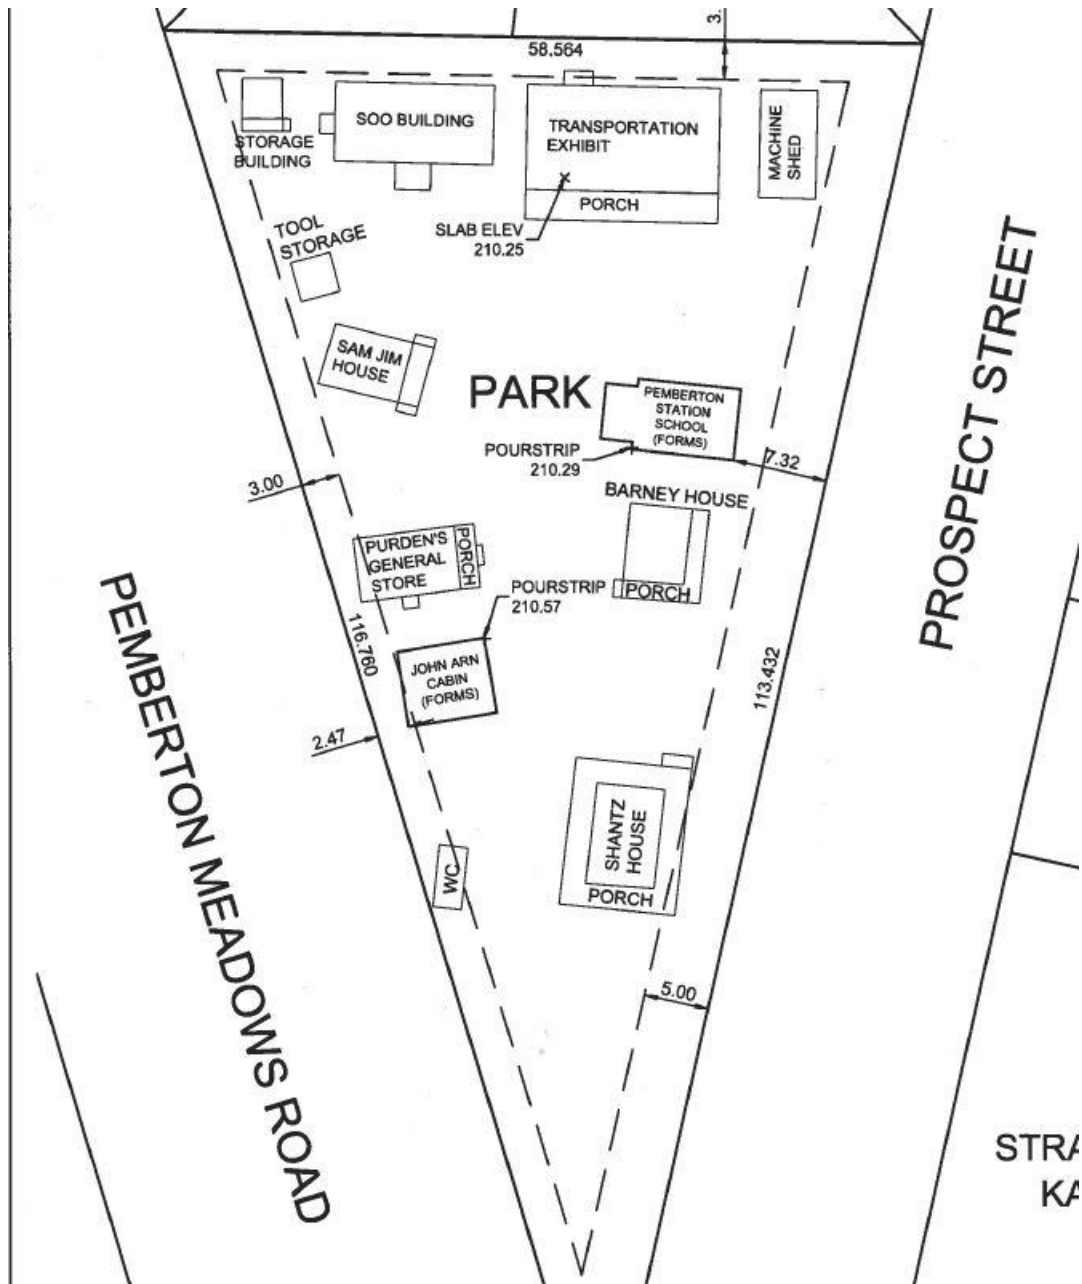 3.
58.564
STORAGE
BUILDING
SOO BUILDING
TRANSPORTATION
EXHIBIT
PORCH
MACHINE
SHED
SLAB ELEV
210.25
TOOL
STORAGE
SAM JIM
HOUSE
PARK
PEMBERTON
STATION
SCHOOL
(FORMS)
POURSTRIP
210.29
7.32
PROSPECT STREET
3.00
BARNEY HOUSE
PORCH
PURDEN'S
GENERAL
STORE
PORCH
POURSTRIP
210.57
116.760
JOHN ARN
CABIN
(FORMS)
113.432
2.47
PEMBERTON MEADOWS ROAD
SHANTZ
HOUSE
PORCH
WC
5.00
STRA
KA